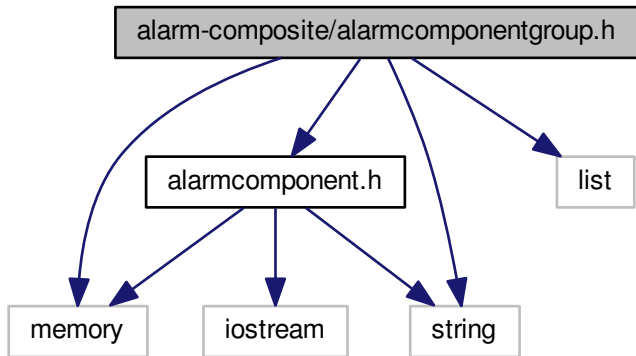 alarm-composite/alarmcomponentgroup.h
alarmcomponent.h
list
memory
iostream
string